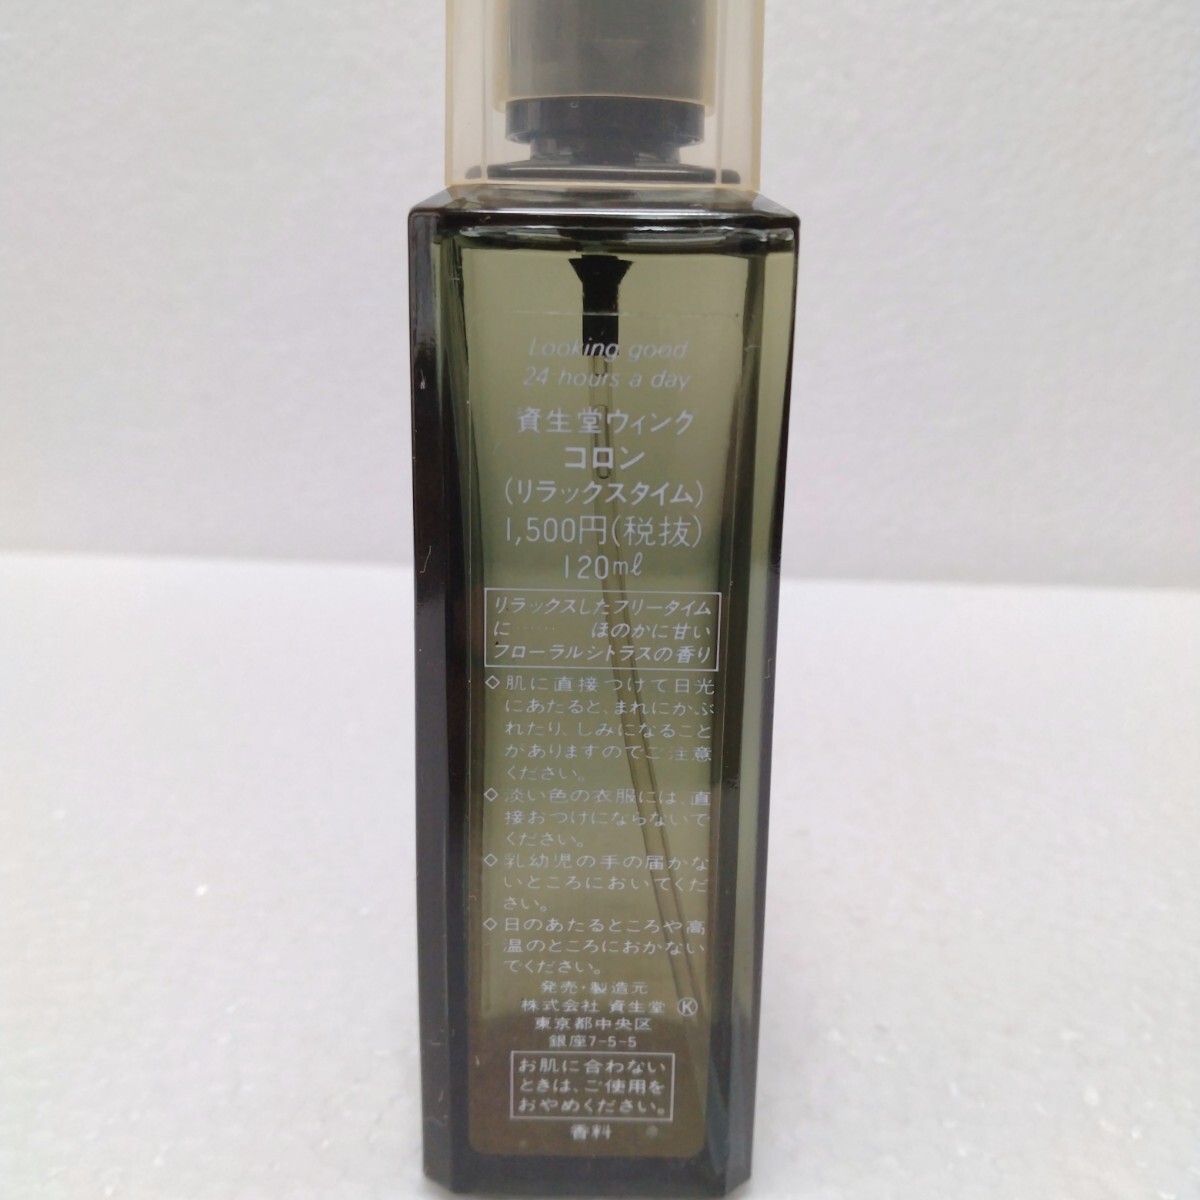 Looking good
24 hours a day
資生堂ウィンク
コロン
(リラックスタイム)
1,500円(税抜)
120ml
リラックスしたフリータイム
に…… ほのかに甘い
フローラルシトラスの香り
◇肌に直接つけて日光
にあたると、まれにかぶ
れたり、しみになること
がありますのでご注意
ください。
◇淡い色の衣服には、直
接おつけにならないで
ください。
◇乳幼児の手の届かな
いところにおいてくだ
さい。
◇日のあたるところや高
温のところにおかない
でください。
発売・製造元
株式会社 資生堂 Ⓚ
東京都中央区
銀座7-5-5
お肌に合わない
ときは、ご使用を
おやめください。
香料